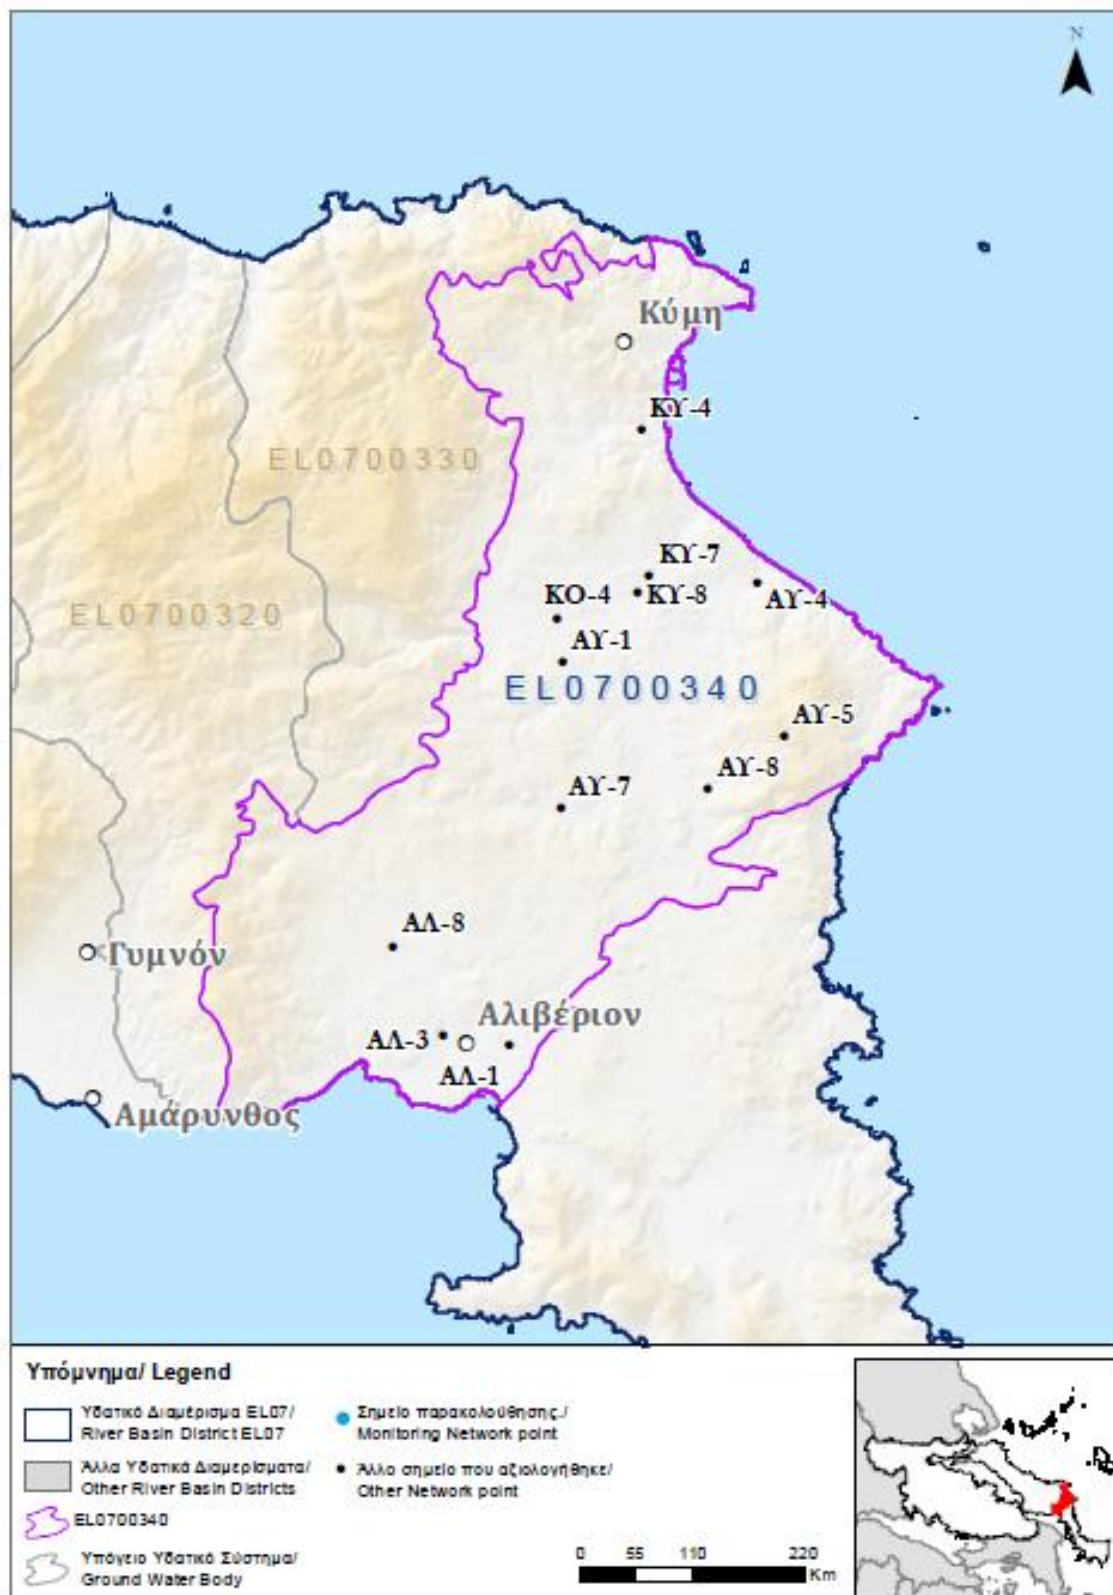 N
Κύμη
ΚΥ-4
EL0700330
ΚΥ-7
ΚΟ-4
ΚΥ-8
ΑΥ-4
EL0700320
ΑΥ-1
EL0700340
ΑΥ-5
ΑΥ-8
ΑΥ-7
ΑΛ-8
Γυμνόν
Αλιβέριον
ΑΛ-3
ΑΛ-1
Αμάρυνθος
Υπόμνημα/ Legend
Υδατικό Διαμέρισμα EL07/
River Basin District EL07
Άλλα Υδατικά Διαμερίσματα/
Other River Basin Districts
EL0700340
Υπόγειο Υδατικό Σύστημα/
Ground Water Body
Σημείο παρακολούθησης./
Monitoring Network point
Άλλο σημείο που αξιολογήθηκε/
Other Network point
0 55 110 220
Km